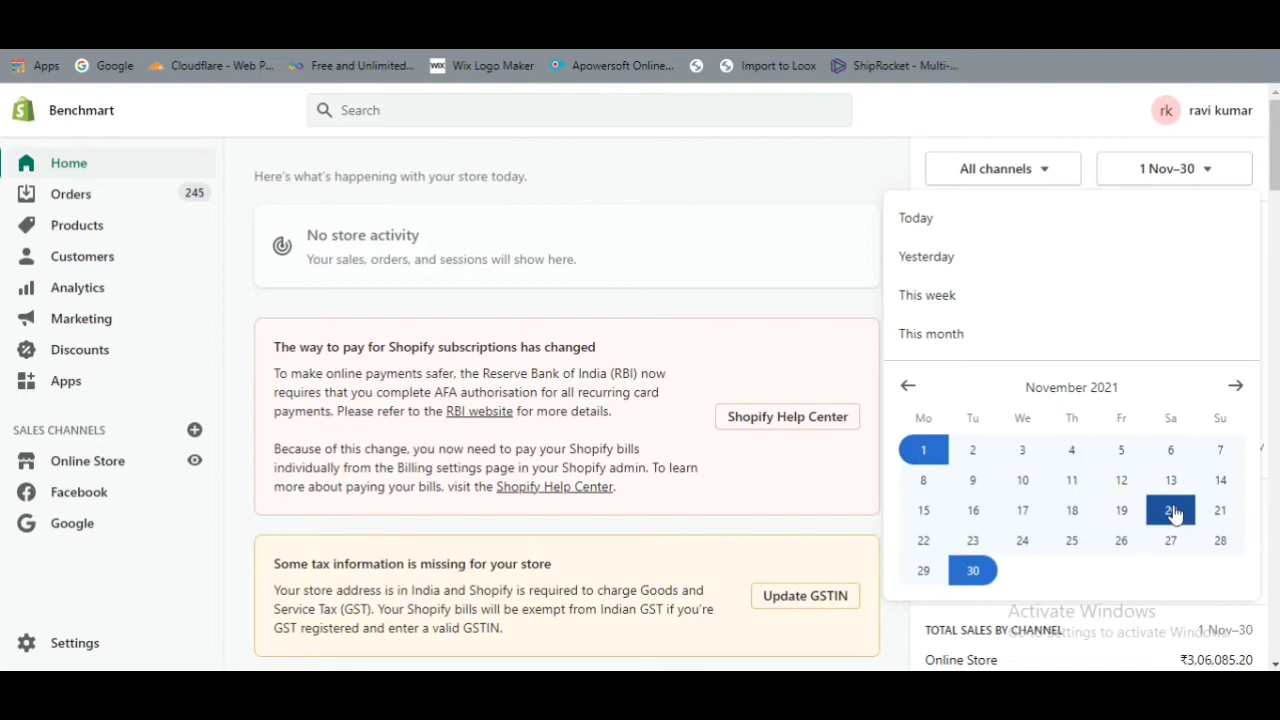 Apps Google Cloudflare - Web P... Free and Unlimited... WIX Wix Logo Maker Apowersoft Online... Import to Loox ShipRocket - Multi-...
Benchmart
Search
rk ravi kumar
Home
Orders 245
Products
Customers
Analytics
Marketing
Discounts
Apps
SALES CHANNELS
Online Store
Facebook
Google
Settings
Here's what's happening with your store today.
No store activity
Your sales, orders, and sessions will show here.
The way to pay for Shopify subscriptions has changed
To make online payments safer, the Reserve Bank of India (RBI) now
requires that you complete AFA authorisation for all recurring card
payments. Please refer to the RBI website for more details.
Because of this change, you now need to pay your Shopify bills
individually from the Billing settings page in your Shopify admin. To learn
more about paying your bills, visit the Shopify Help Center.
Shopify Help Center
Some tax information is missing for your store
Your store address is in India and Shopify is required to charge Goods and
Service Tax (GST). Your Shopify bills will be exempt from Indian GST if you're
GST registered and enter a valid GSTIN.
Update GSTIN
All channels 1 Nov–30
Today
Yesterday
This week
This month
November 2021
Mo Tu We Th Fr Sa Su
1 2 3 4 5 6 7
8 9 10 11 12 13 14
15 16 17 18 19 20 21
22 23 24 25 26 27 28
29 30
Activate Windows
Go to Settings to activate Windows.
TOTAL SALES BY CHANNEL 1 Nov–30
Online Store ₹3,06,085.20